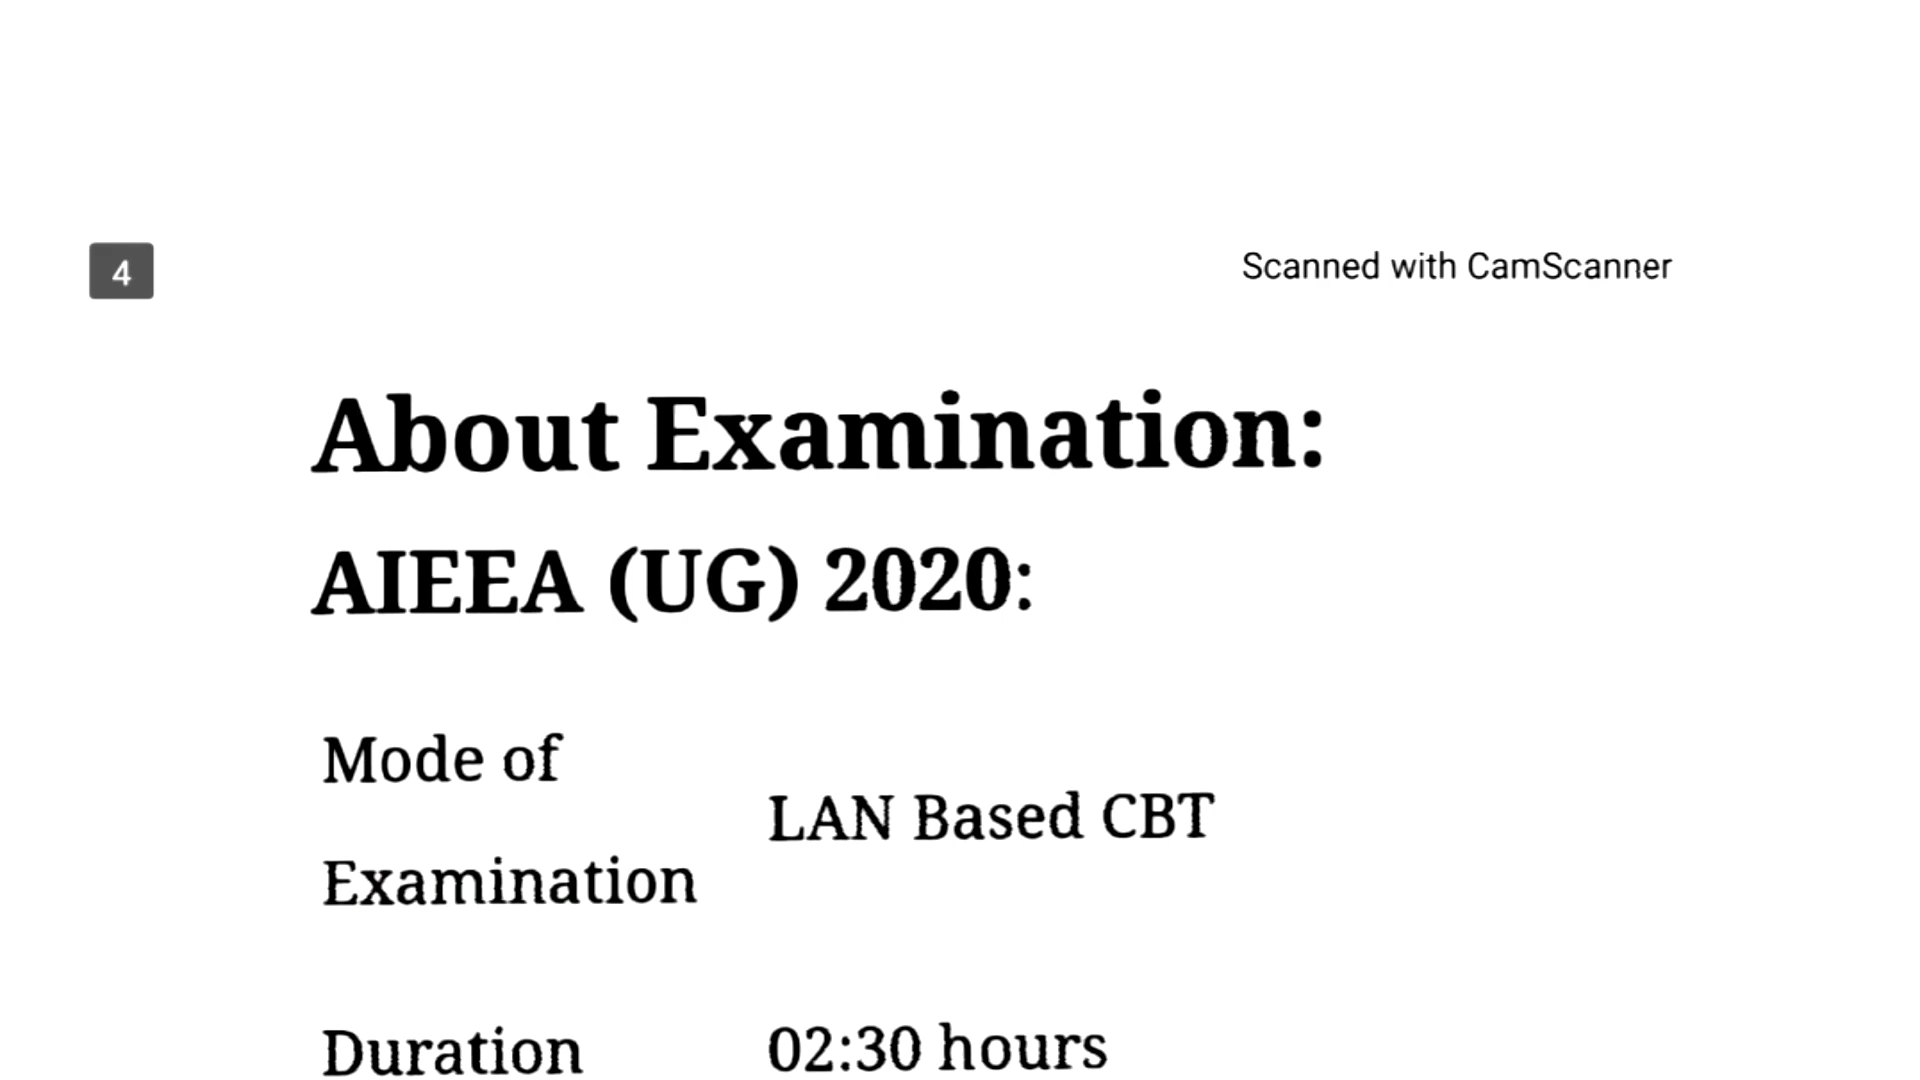 4
Scanned with CamScanner
About Examination:
AIEEA (UG) 2020:
Mode of
LAN Based CBT
Examination
Duration 02:30 hours